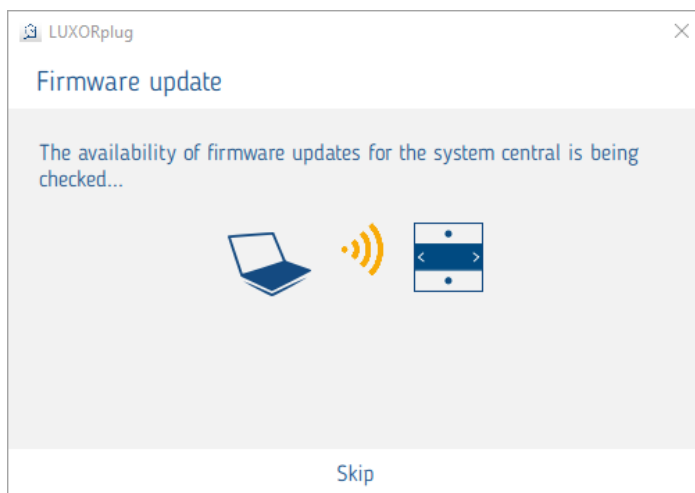 LUXORplug
Firmware update
The availability of firmware updates for the system central is being
checked...
Skip